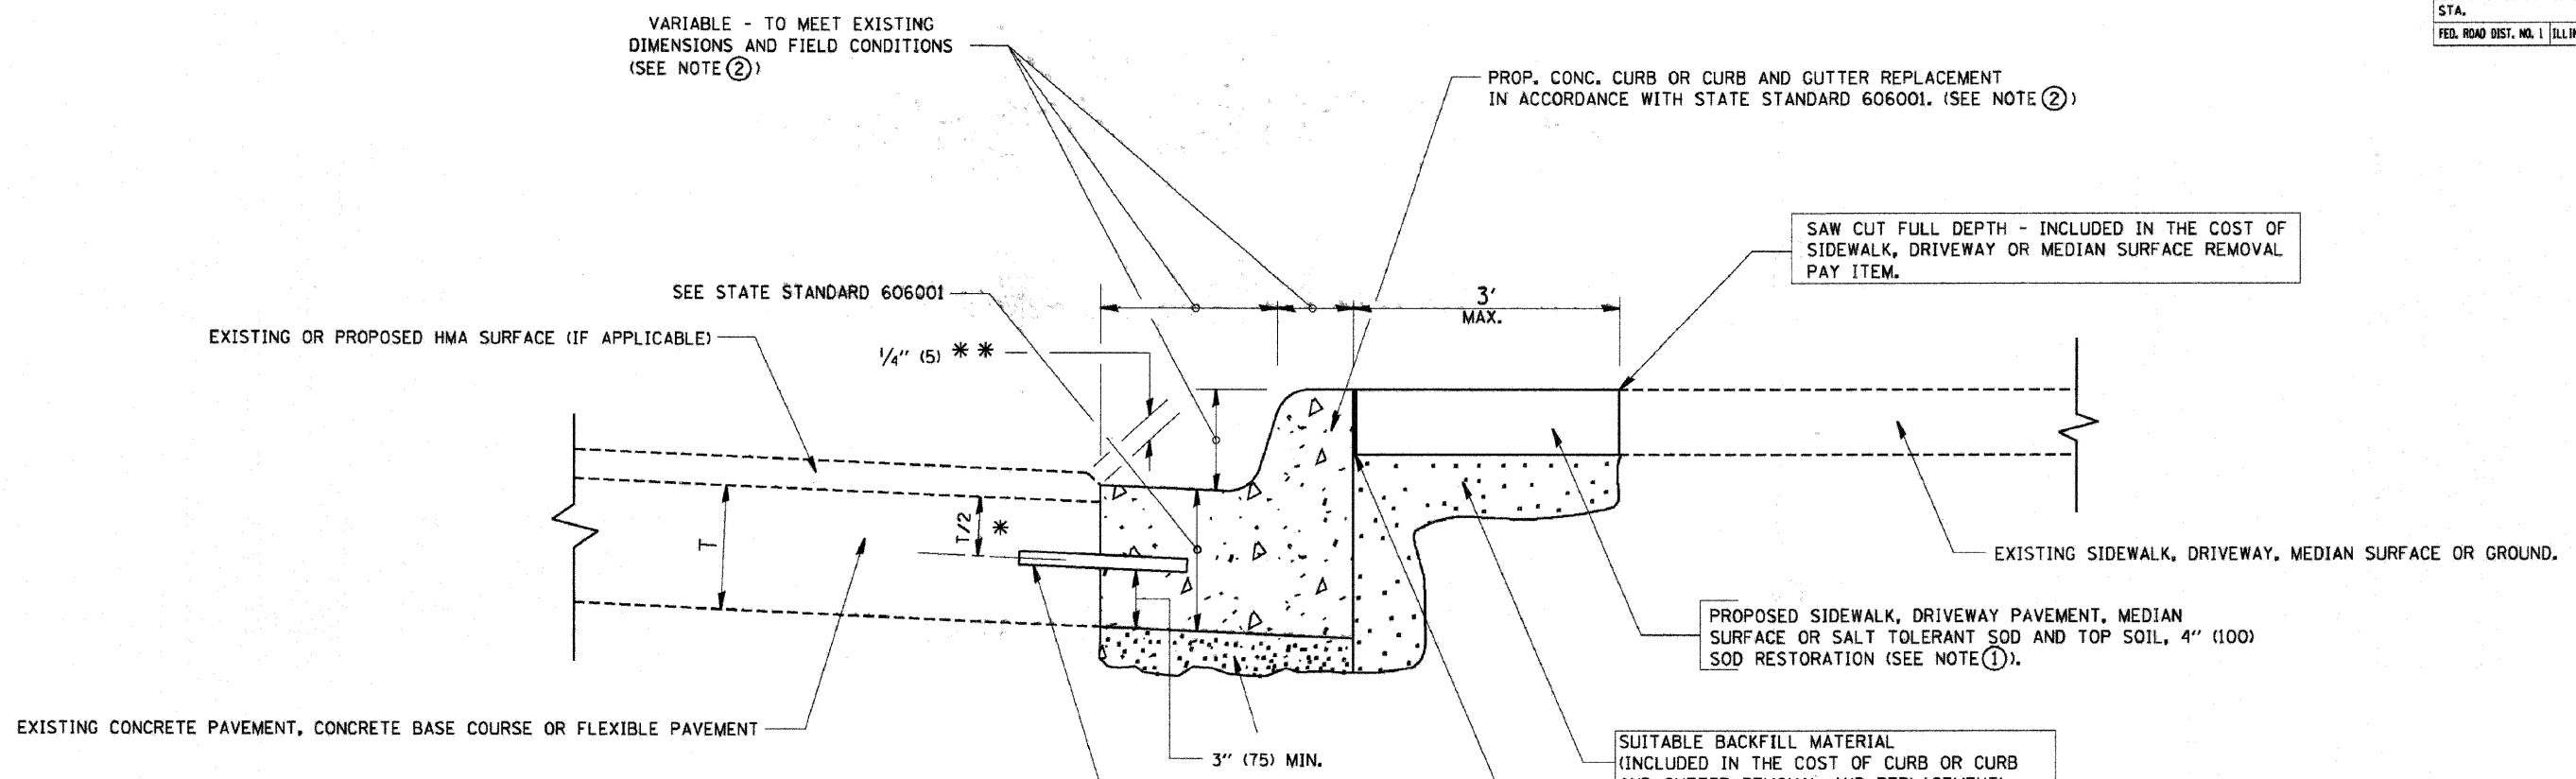 STA.
FED. ROAD DIST. NO. 1
VARIABLE - TO MEET EXISTING
DIMENSIONS AND FIELD CONDITIONS
(SEE NOTE ②)
PROP. CONC. CURB OR CURB AND GUTTER REPLACEMENT
IN ACCORDANCE WITH STATE STANDARD 606001. (SEE NOTE ②)
SAW CUT FULL DEPTH - INCLUDED IN THE COST OF
SIDEWALK, DRIVEWAY OR MEDIAN SURFACE REMOVAL
PAY ITEM.
SEE STATE STANDARD 606001
3'
MAX.
EXISTING OR PROPOSED HMA SURFACE (IF APPLICABLE)
1/4" (5) * *
T
T/2
*
EXISTING SIDEWALK, DRIVEWAY, MEDIAN SURFACE OR GROUND.
PROPOSED SIDEWALK, DRIVEWAY PAVEMENT, MEDIAN
SURFACE OR SALT TOLERANT SOD AND TOP SOIL, 4" (100)
SOD RESTORATION (SEE NOTE ①).
EXISTING CONCRETE PAVEMENT, CONCRETE BASE COURSE OR FLEXIBLE PAVEMENT
3" (75) MIN.
SUITABLE BACKFILL MATERIAL
(INCLUDED IN THE COST OF CURB OR CURB